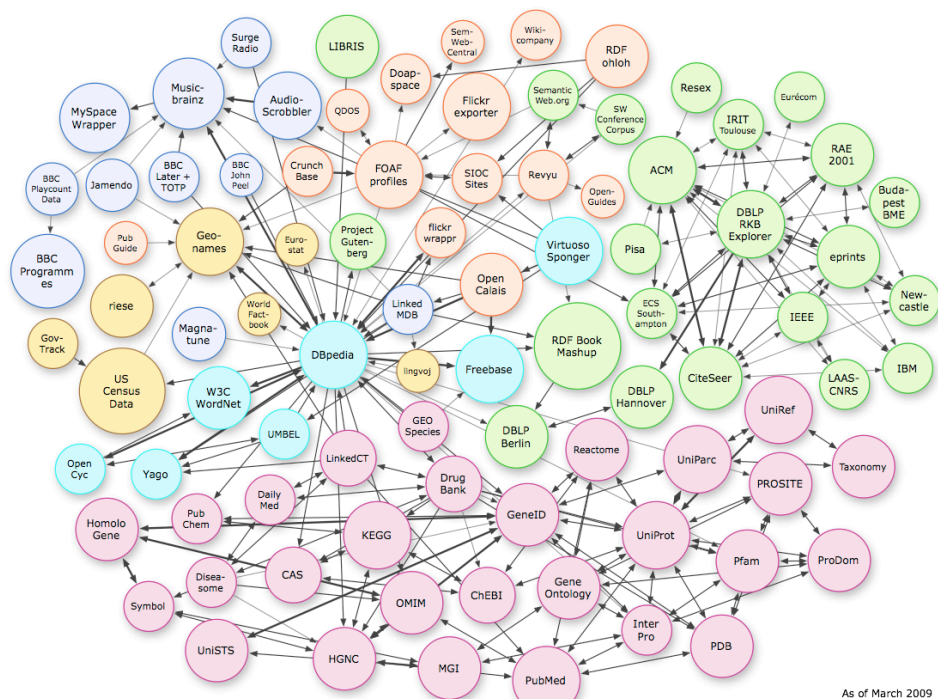 Surge
Radio
LIBRIS
Sem-
Web-
Central
Wiki-
company
RDF
ohloh
Doap-
space
Music-
brainz
MySpace
Wrapper
Audio-
Scrobbler
QDOS
Flickr
exporter
Semantic
Web.org
SW
Conference
Corpus
Resex
Eurécom
IRIT
Toulouse
RAE
2001
ACM
BBC
Playcount
Data
Jamendo
BBC
Later +
TOTP
BBC
John
Peel
Crunch
Base
FOAF
profiles
SIOC
Sites
Revyu
Open-
Guides
DBLP
RKB
Explorer
Buda-
pest
BME
Pub
Guide
Geo-
names
Euro-
stat
Project
Guten-
berg
flickr
wrappr
Virtuoso
Sponger
Pisa
eprints
BBC
Programm
es
riese
World
Fact-
book
Linked
MDB
Open
Calais
ECS
South-
ampton
IEEE
New-
castle
Gov-
Track
Magna-
tune
DBpedia
RDF Book
Mashup
US
Census
Data
W3C
WordNet
lingvoj
Freebase
DBLP
Hannover
CiteSeer
LAAS-
CNRS
IBM
Open
Cyc
Yago
UMBEL
GEO
Species
DBLP
Berlin
UniRef
LinkedCT
Reactome
UniParc
Taxonomy
Drug
Bank
PROSITE
Daily
Med
Pub
Chem
Homolo
Gene
KEGG
GeneID
UniProt
Pfam
ProDom
Disea-
some
CAS
ChEBI
Gene
Ontology
Symbol
OMIM
Inter
Pro
UniSTS
HGNC
MGI
PubMed
PDB
As of March 2009